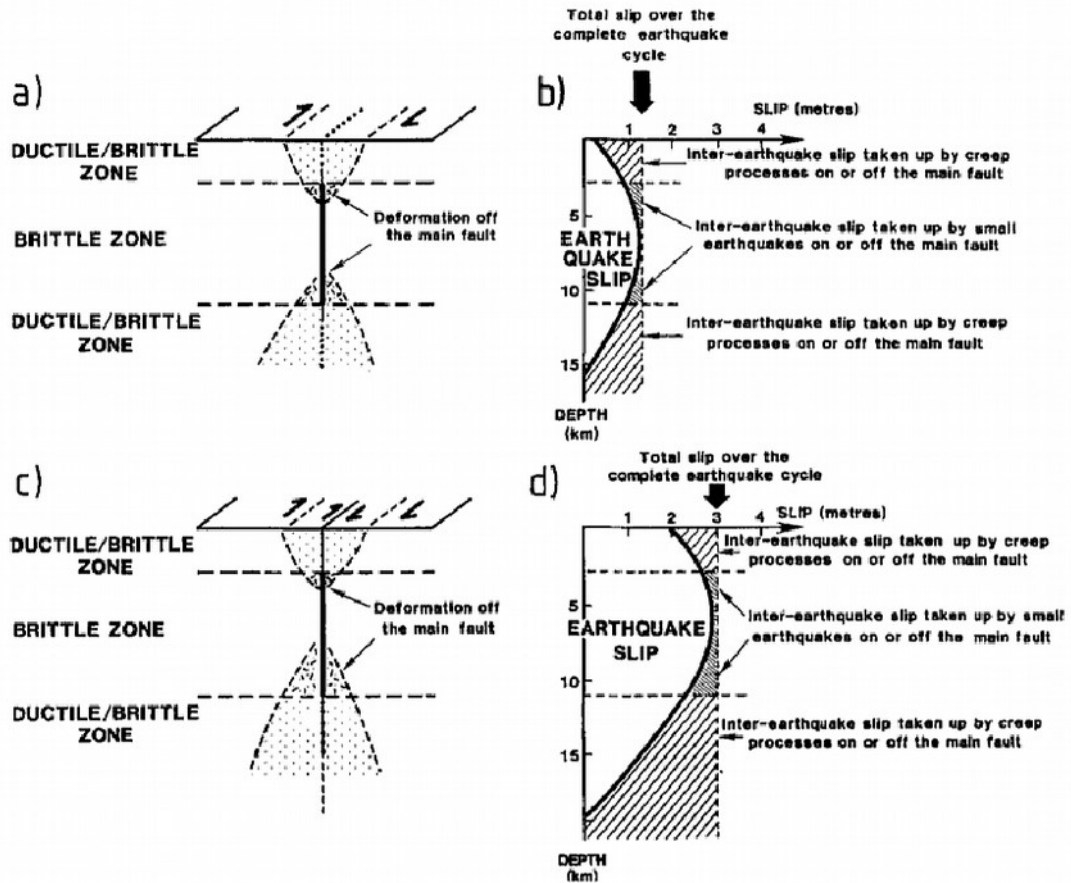 a)
DUCTILE/BRITTLE
ZONE
BRITTLE ZONE
DUCTILE/BRITTLE
ZONE
Deformation off
the main fault
Total slip over the
complete earthquake
cycle
b)
SLIP (metres)
1 2 3 4
5
10
15
DEPTH
(km)
EARTH
QUAKE
SLIP
Inter-earthquake slip taken up by creep
processes on or off the main fault
Inter-earthquake slip taken up by small
earthquakes on or off the main fault
Inter-earthquake slip taken up by creep
processes on or off the main fault
c)
DUCTILE/BRITTLE
ZONE
BRITTLE ZONE
DUCTILE/BRITTLE
ZONE
Deformation off
the main fault
Total slip over the
complete earthquake cycle
d)
SLIP (metres)
1 2 3 4
5
10
15
DEPTH
(km)
EARTHQUAKE
SLIP
Inter-earthquake slip taken up by creep
processes on or off the main fault
Inter-earthquake slip taken up by small
earthquakes on or off the main fault
Inter-earthquake slip taken up by creep
processes on or off the main fault